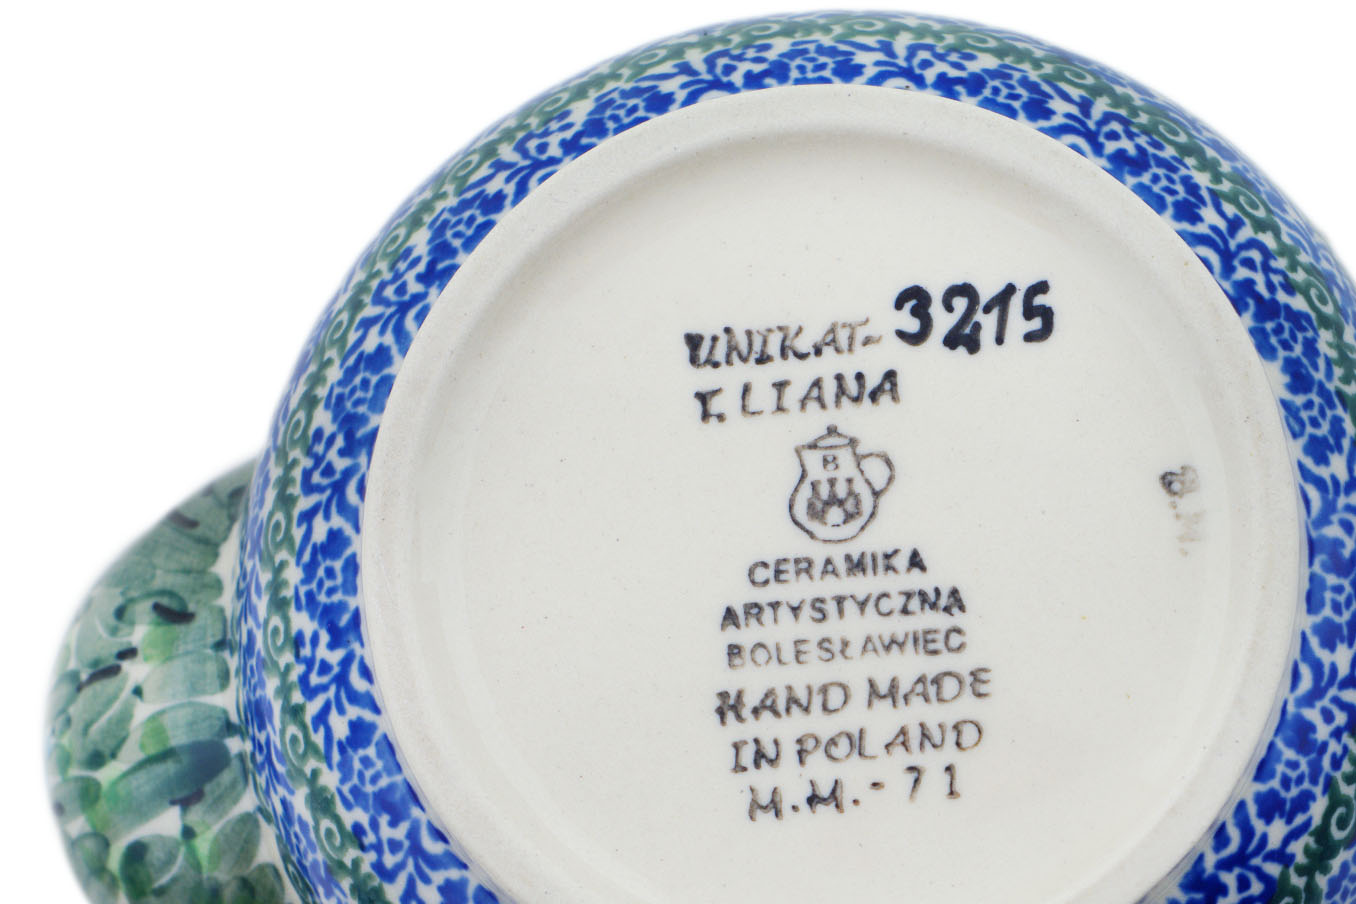 UNIKAT- 3215
T. LIANA
B
CERAMIKA
ARTYSTYCZNA
BOLESŁAWIEC
HAND MADE
IN POLAND
M.M.-71
B.N.